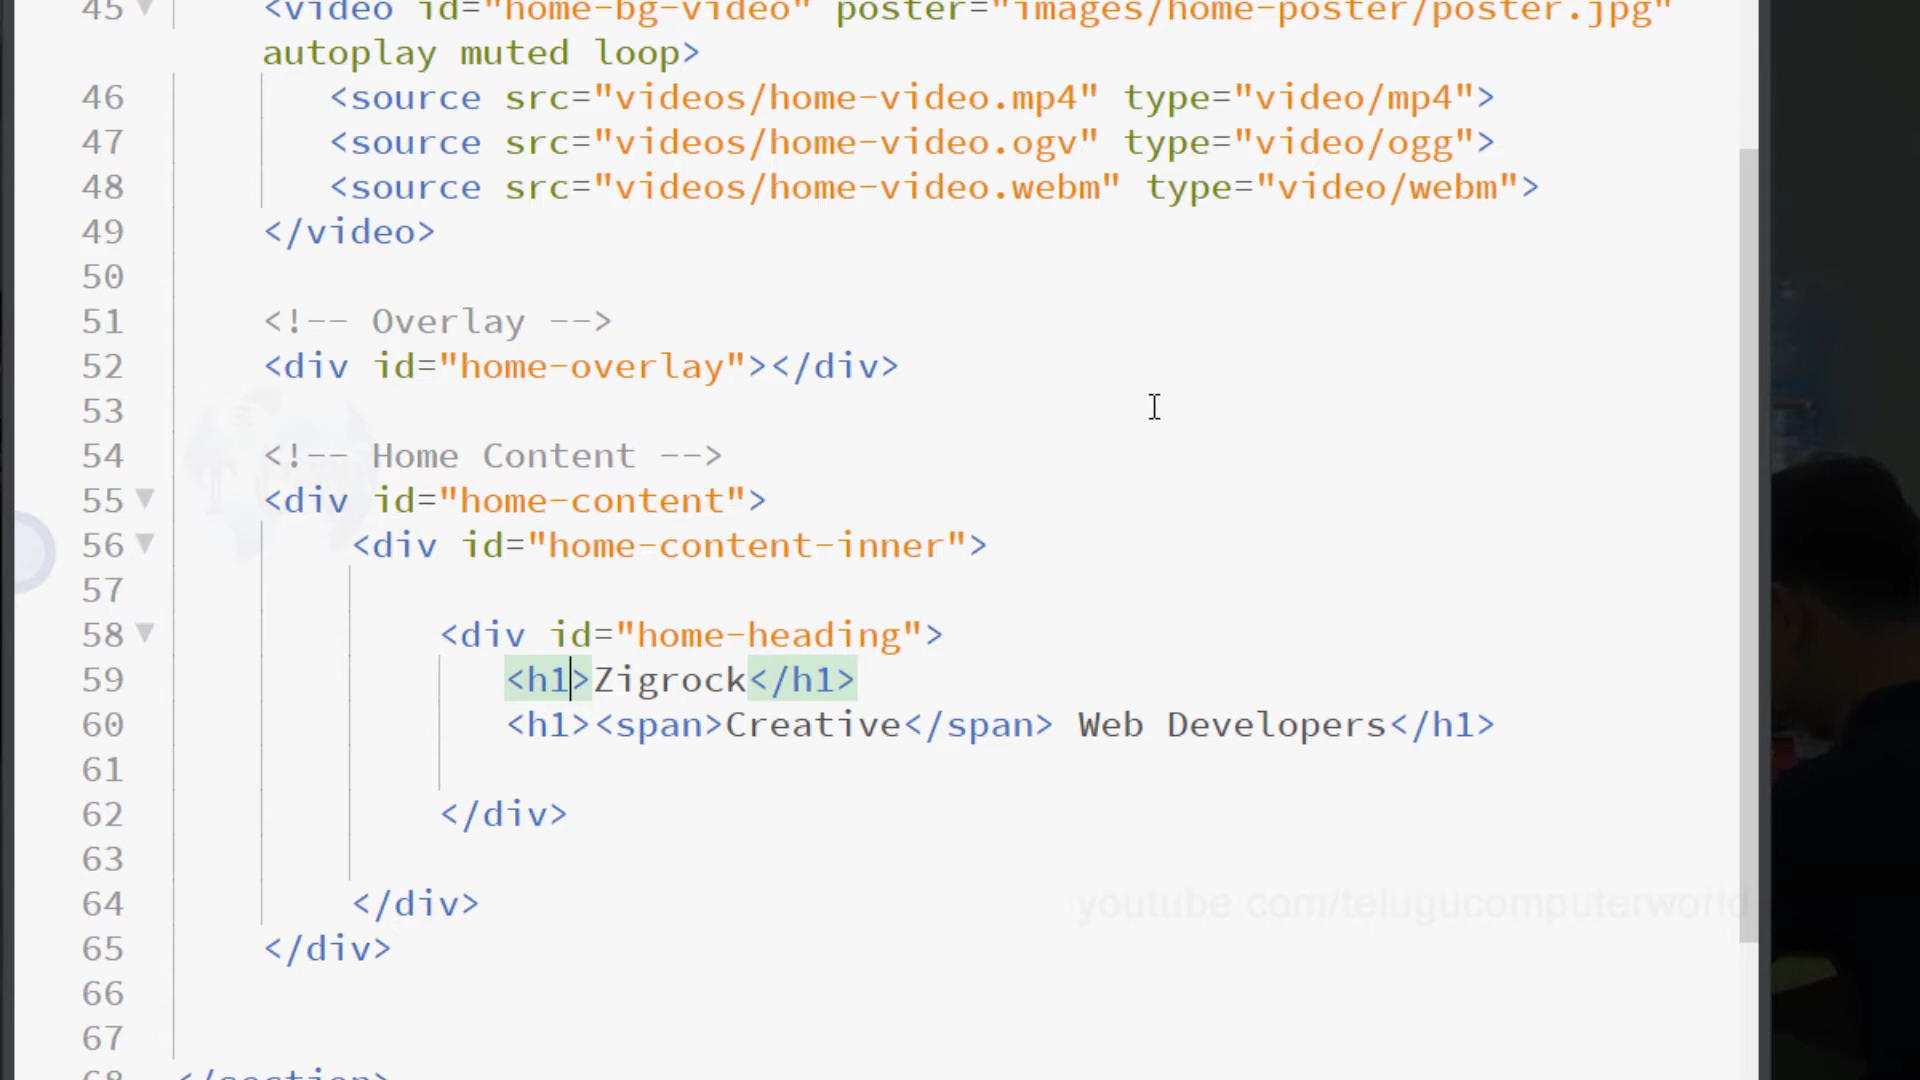 45 <video id="home-bg-video" poster="images/home-poster/poster.jpg"
autoplay muted loop>
46 <source src="videos/home-video.mp4" type="video/mp4">
47 <source src="videos/home-video.ogv" type="video/ogg">
48 <source src="videos/home-video.webm" type="video/webm">
49 </video>
50
51 <!-- Overlay -->
52 <div id="home-overlay"></div>
53
54 <!-- Home Content -->
55 <div id="home-content">
56 <div id="home-content-inner">
57
58 <div id="home-heading">
59 <h1>Zigrock</h1>
60 <h1><span>Creative</span> Web Developers</h1>
61
62 </div>
63
64 </div>
youtube.com/telugucomputerworld
65 </div>
66
67
68 </section>